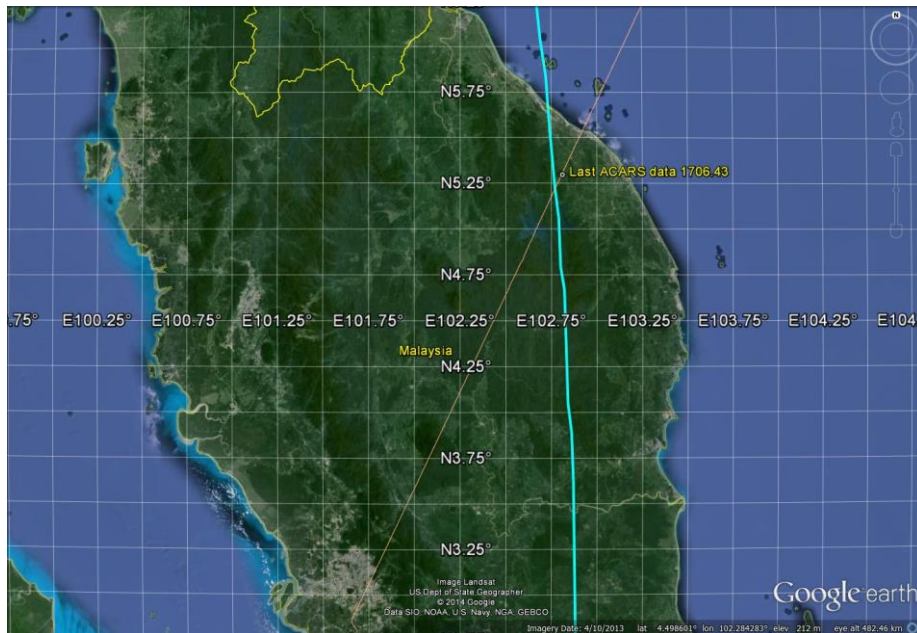 N
N5.75°
Last ACARS data 1706.43
N5.25°
N4.75°
.75° E100.25° E100.75° E101.25° E101.75° E102.25° E102.75° E103.25° E103.75° E104.25° E104
Malaysia
N4.25°
N3.75°
N3.25°
Image Landsat
US Dept of State Geographer
© 2014 Google
Data SIO, NOAA, U.S. Navy, NGA, GEBCO
Google earth
Imagery Date: 4/10/2013 lat 4.498601° lon 102.284283° elev 212 m eye alt 482.46 km